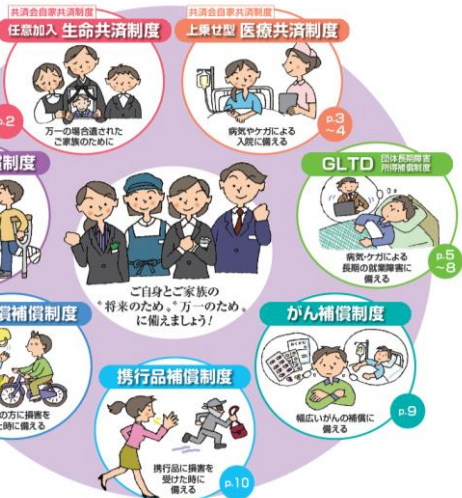 共済会自家共済制度
任意加入 生命共済制度
万一の場合遺された
ご家族のために
p.2
共済会自家共済制度
上乗せ型 医療共済制度
病気やケガによる
入院に備える
p.3
~4
GLTD 団体長期障害
所得補償制度
病気・ケガによる
長期の就業障害に
備える
p.5
~8
がん補償制度
幅広いがんの補償に
備える
p.9
携行品補償制度
携行品に損害を
受けた時に
備える
p.10
償補償制度
の方に損害を
た時に備える
償制度
ご自身とご家族の
“将来のため。“万一のため。
に備えましょう!